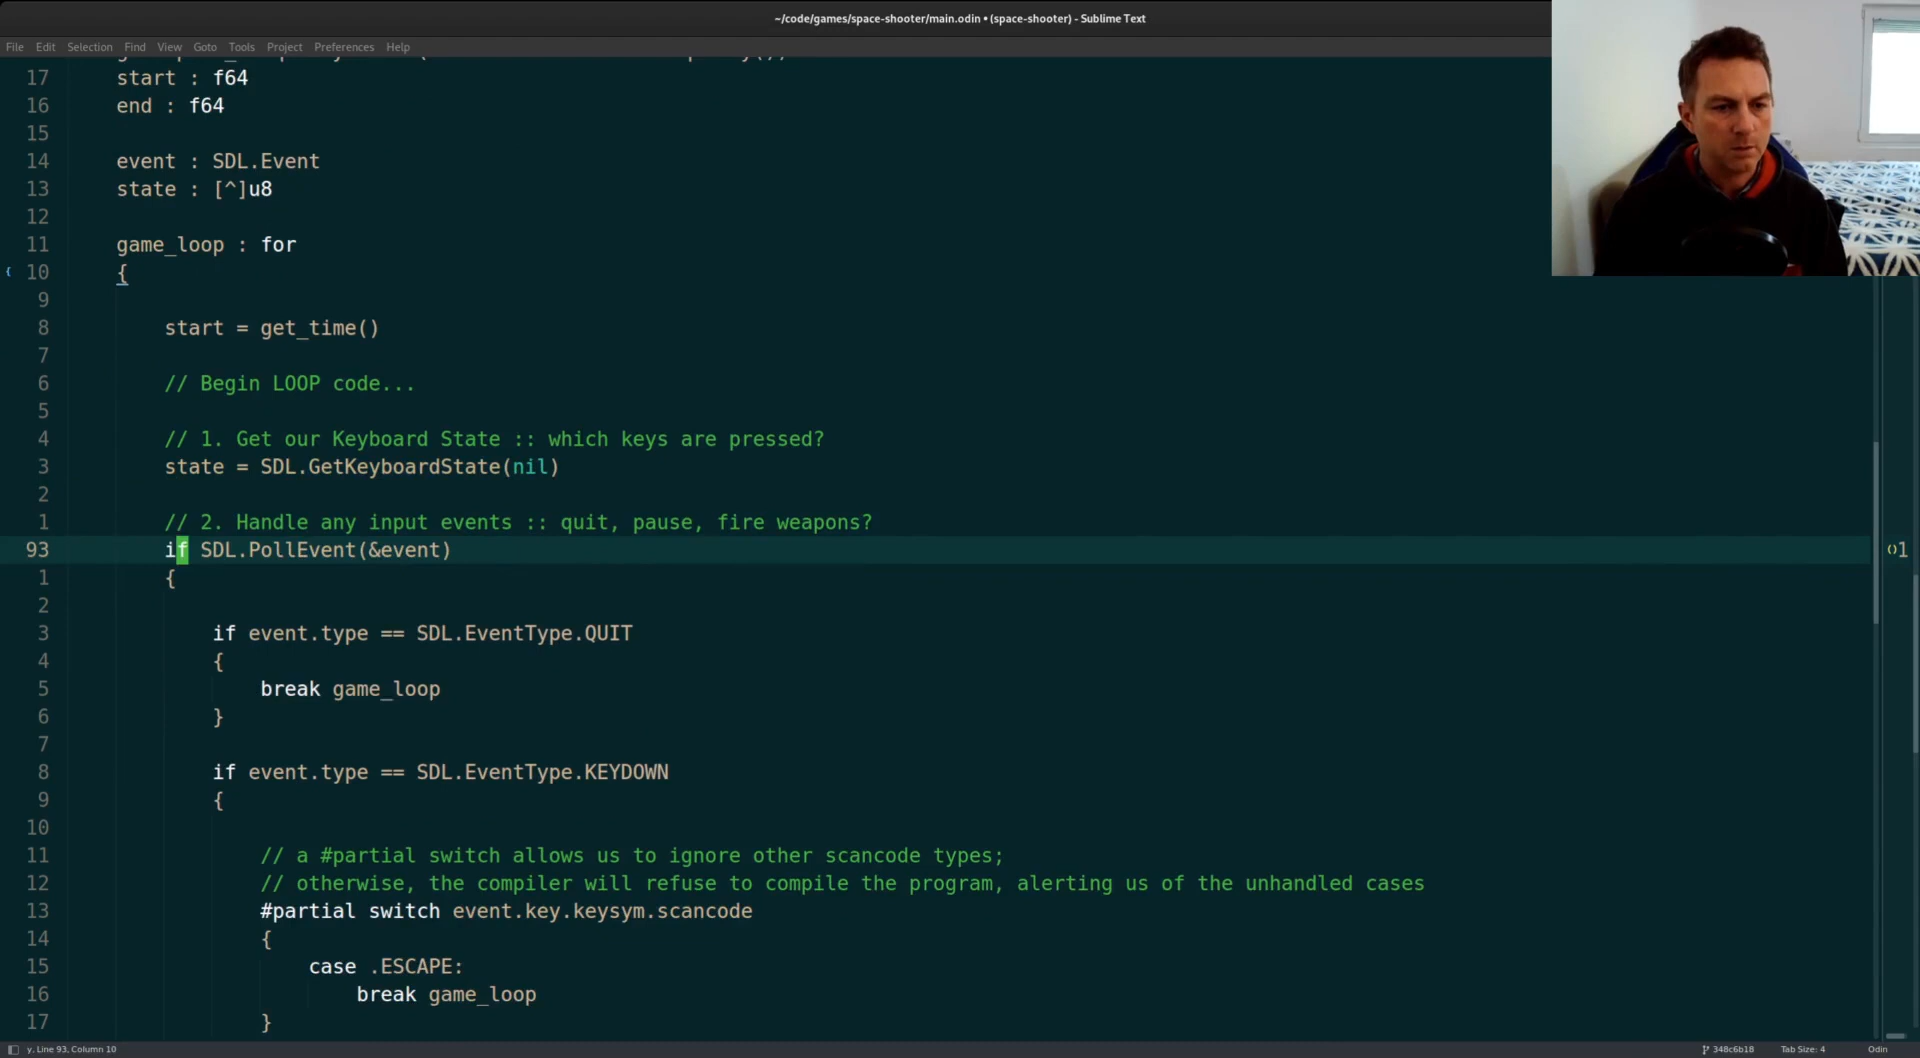 ~/code/games/space-shooter/main.odin • (space-shooter) - Sublime Text
File Edit Selection Find View Goto Tools Project Preferences Help
17 start : f64
16 end : f64
15
14 event : SDL.Event
13 state : [^]u8
12
11 game_loop : for
{ 10 {
9
8 start = get_time()
7
6 // Begin LOOP code...
5
4 // 1. Get our Keyboard State :: which keys are pressed?
3 state = SDL.GetKeyboardState(nil)
2
1 // 2. Handle any input events :: quit, pause, fire weapons?
93 if SDL.PollEvent(&event) ()1
1 {
2
3 if event.type == SDL.EventType.QUIT
4 {
5 break game_loop
6 }
7
8 if event.type == SDL.EventType.KEYDOWN
9 {
10
11 // a #partial switch allows us to ignore other scancode types;
12 // otherwise, the compiler will refuse to compile the program, alerting us of the unhandled cases
13 #partial switch event.key.keysym.scancode
14 {
15 case .ESCAPE:
16 break game_loop
17 }
y, Line 93, Column 10 348c6b18 Tab Size: 4 Odin